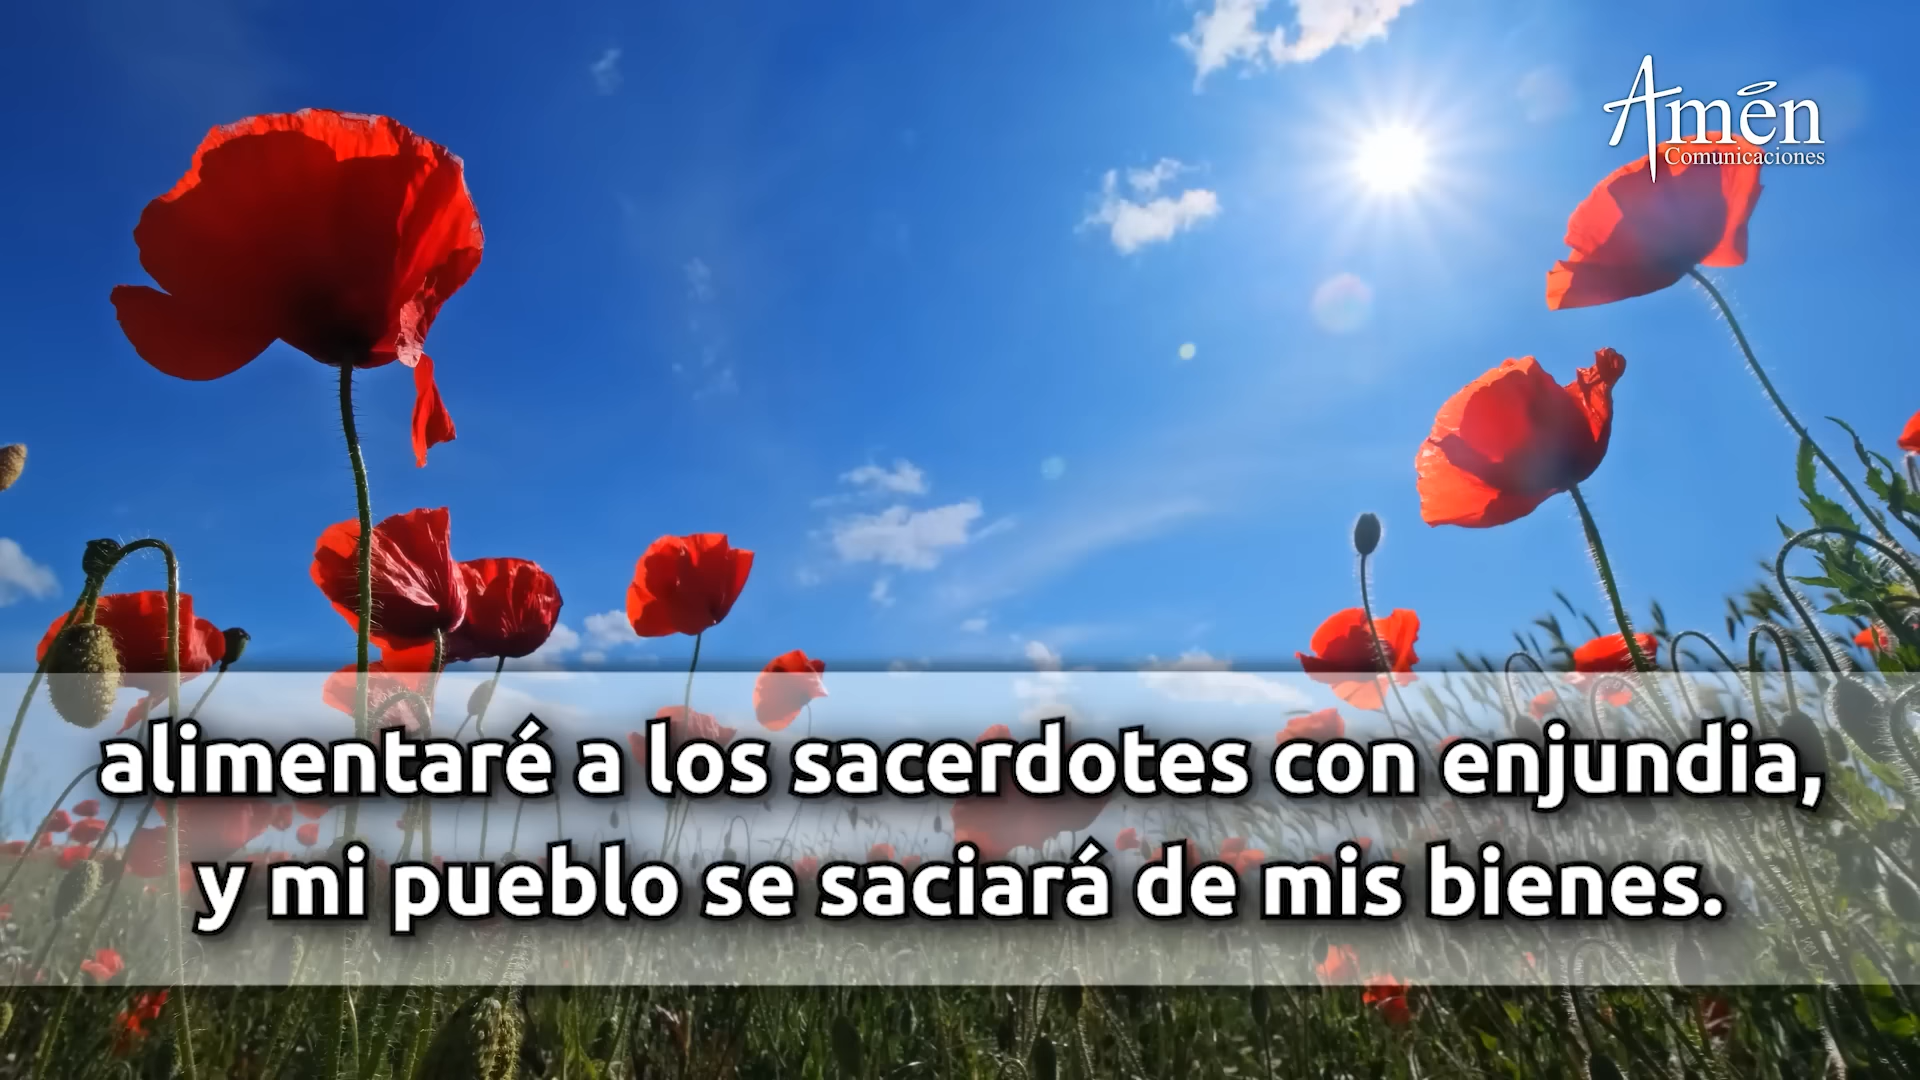 Amén
Comunicaciones
alimentaré a los sacerdotes con enjundia,
y mi pueblo se saciará de mis bienes.